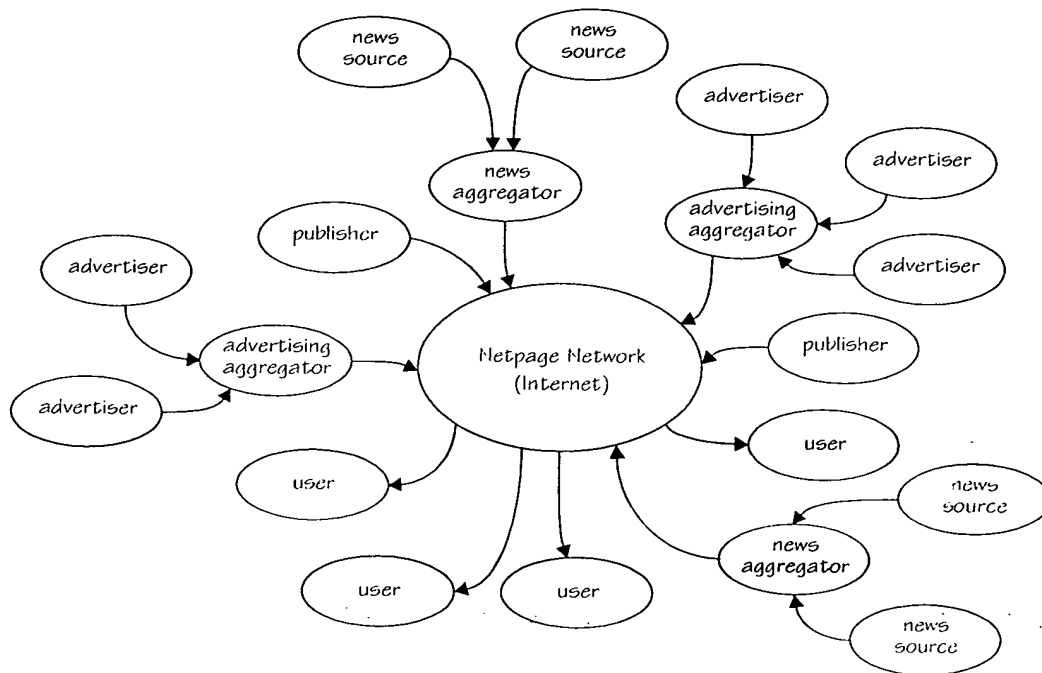 news
source
news
source
advertiser
advertiser
news
aggregator
advertising
aggregator
publisher
advertiser
advertiser
Netpage Network
(Internet)
publisher
advertising
aggregator
advertiser
user
user
news
source
news
aggregator
user
user
news
source